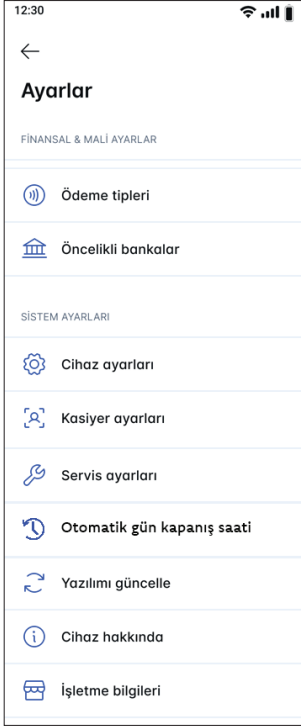 12:30
Ayarlar
FİNANSAL & MALİ AYARLAR
Ödeme tipleri
Öncelikli bankalar
SİSTEM AYARLARI
Cihaz ayarları
Kasiyer ayarları
Servis ayarları
Otomatik gün kapanış saati
Yazılımı güncelle
Cihaz hakkında
İşletme bilgileri